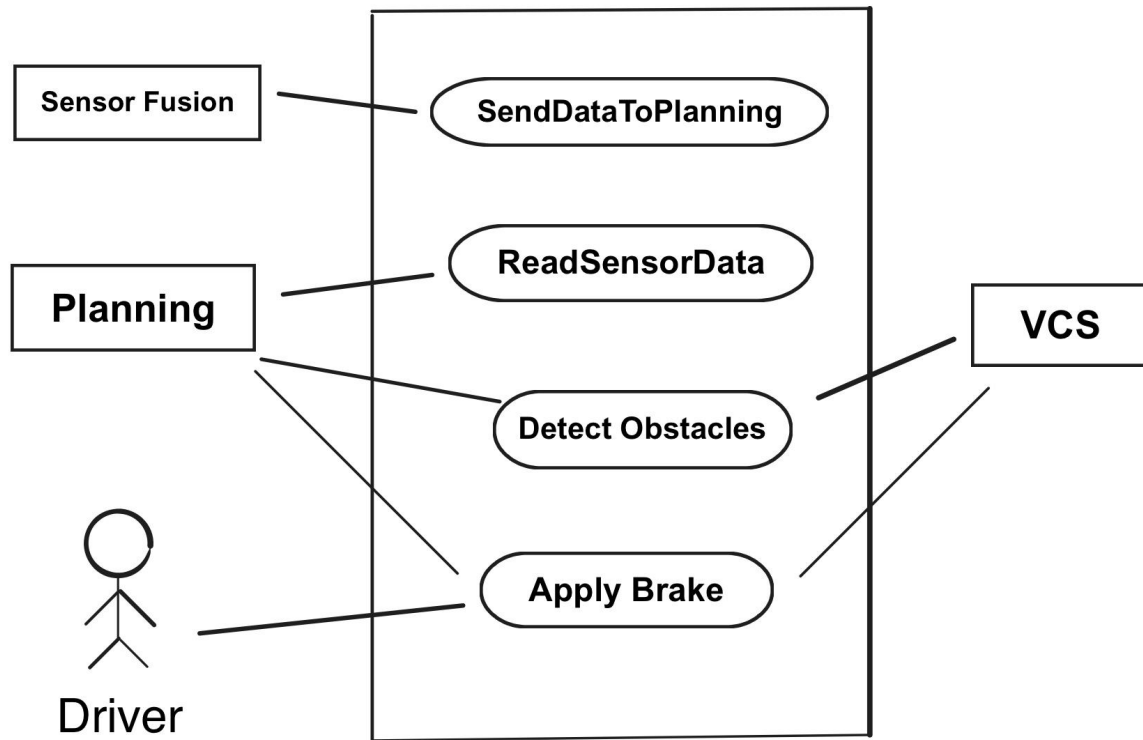 Sensor Fusion
SendDataToPlanning
Planning
ReadSensorData
VCS
Detect Obstacles
Apply Brake
Driver